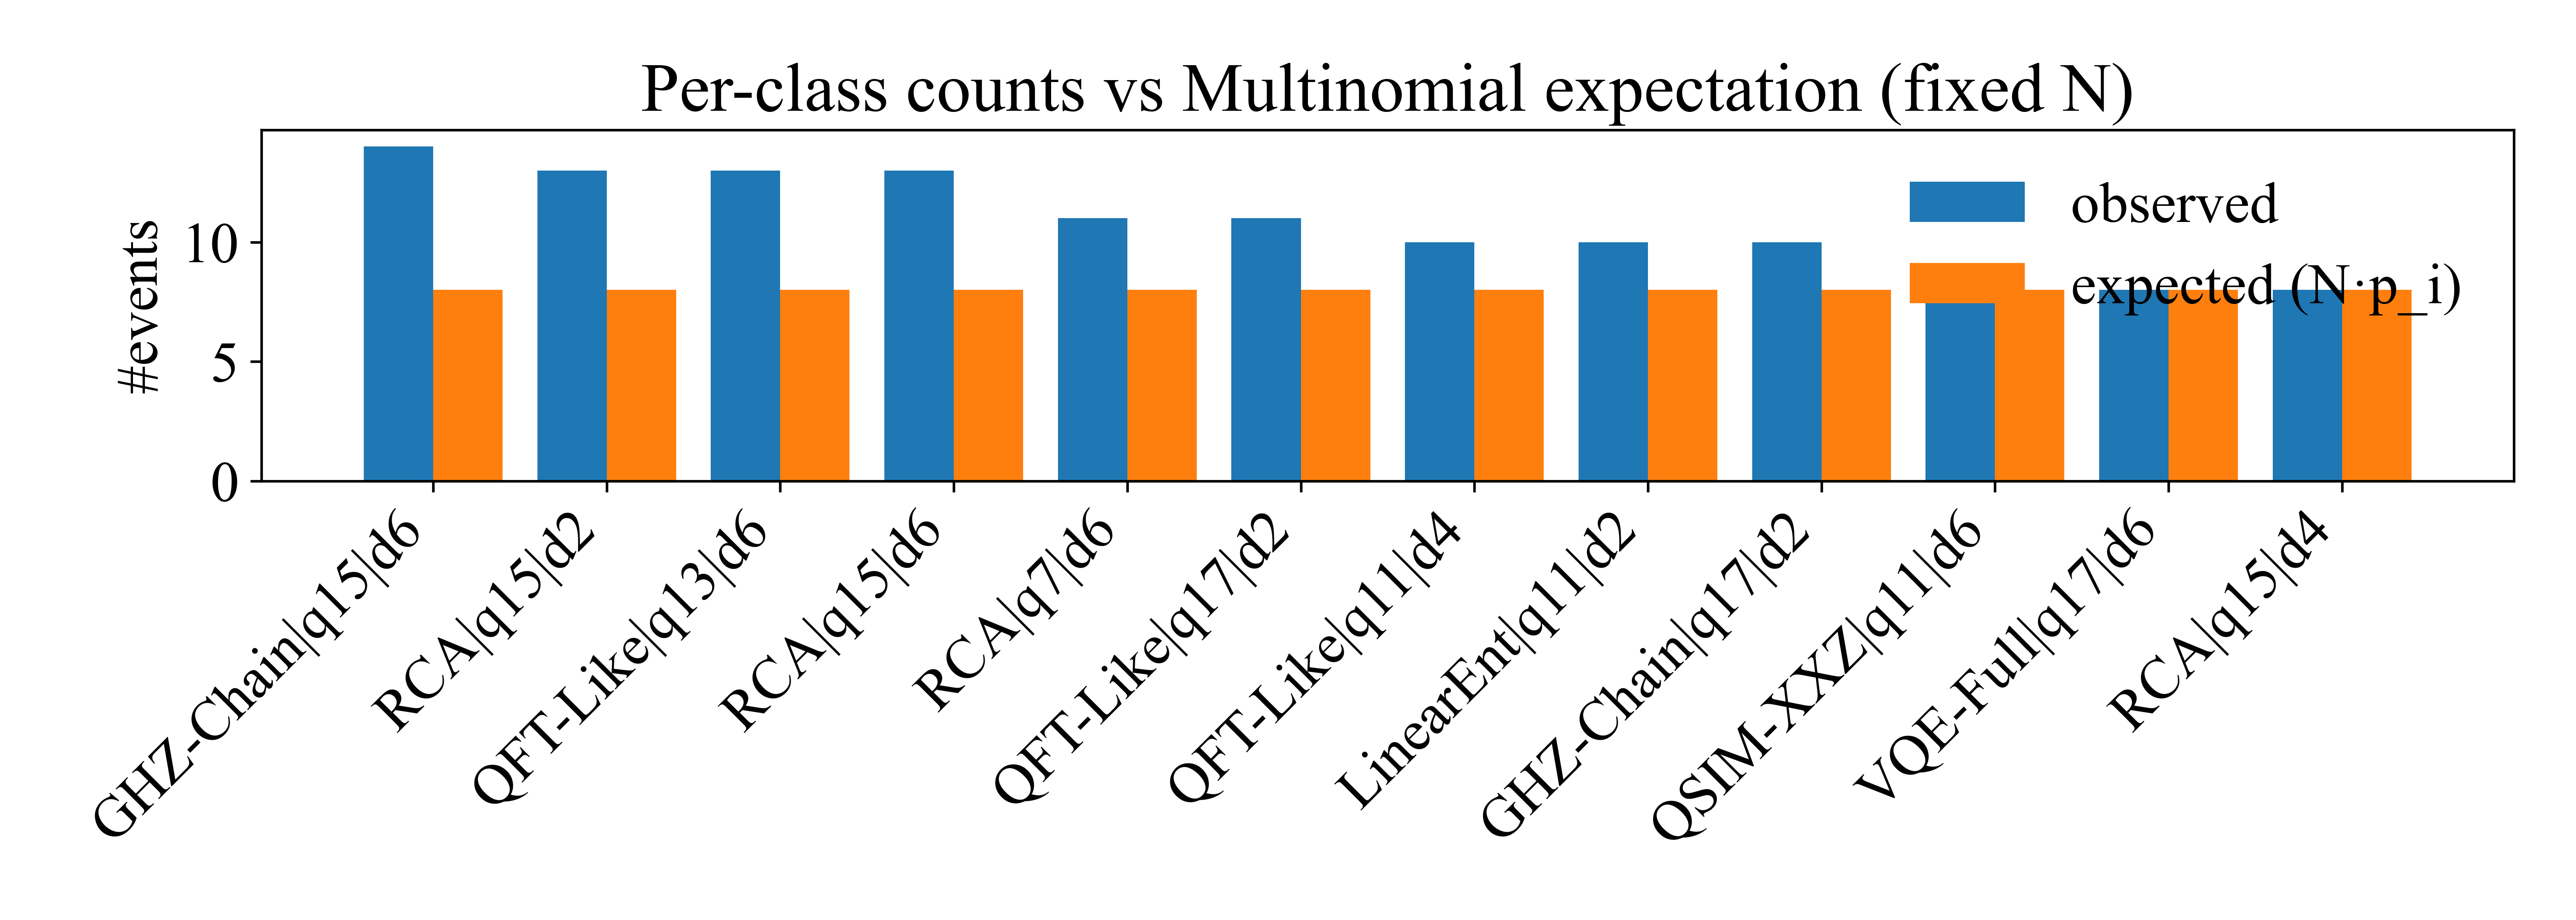 Per-class counts vs Multinomial expectation (fixed N)
#events
10
5
0
observed
expected (N·p_i)
GHZ-Chain|q15|d6
RCA|q15|d2
QFT-Like|q13|d6
RCA|q15|d6
RCA|q7|d6
QFT-Like|q17|d2
QFT-Like|q11|d4
LinearEnt|q11|d2
GHZ-Chain|q17|d2
QSIM-XXZ|q11|d6
VQE-Full|q17|d6
RCA|q15|d4